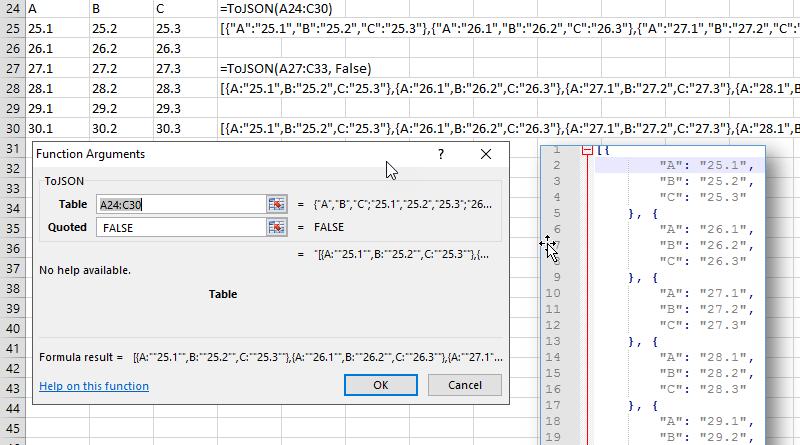 24 A B C =ToJSON(A24:C30)
25 25.1 25.2 25.3 [{"A":"25.1","B":"25.2","C":"25.3"},{"A":"26.1","B":"26.2","C":"26.3"},{"A":"27.1","B":"27.2","C":"27.
26 26.1 26.2 26.3
27 27.1 27.2 27.3 =ToJSON(A27:C33, False)
28 28.1 28.2 28.3 [{A:"25.1",B:"25.2",C:"25.3"},{A:"26.1",B:"26.2",C:"26.3"},{A:"27.1",B:"27.2",C:"27.3"},{A:"28.1",B
29 29.1 29.2 29.3
30 30.1 30.2 30.3 [{A:"25.1",B:"25.2",C:"25.3"},{A:"26.1",B:"26.2",C:"26.3"},{A:"27.1",B:"27.2",C:"27.3"},{A:"28.1",B
31
32
33
34
35
36
37
38
39
40
41
42
43
44
45
Function Arguments ?
ToJSON
Table A24:C30 = {"A","B","C";"25.1","25.2","25.3";"26...
Quoted FALSE = FALSE
= "[{A:""25.1"",B:""25.2"",C:""25.3""},{...
No help available.
Table
Formula result = [{A:""25.1"",B:""25.2"",C:""25.3""},{A:""26.1"",B:""26.2"",C:""26.3""},{A:""27.1"...
Help on this function OK Cancel
1 [{
2 "A": "25.1",
3 "B": "25.2",
4 "C": "25.3"
5 }, {
6 "A": "26.1",
"B": "26.2",
8 "C": "26.3"
9 }, {
10 "A": "27.1",
11 "B": "27.2",
12 "C": "27.3"
13 }, {
14 "A": "28.1",
15 "B": "28.2",
16 "C": "28.3"
17 }, {
18 "A": "29.1",
19 "B": "29.2",